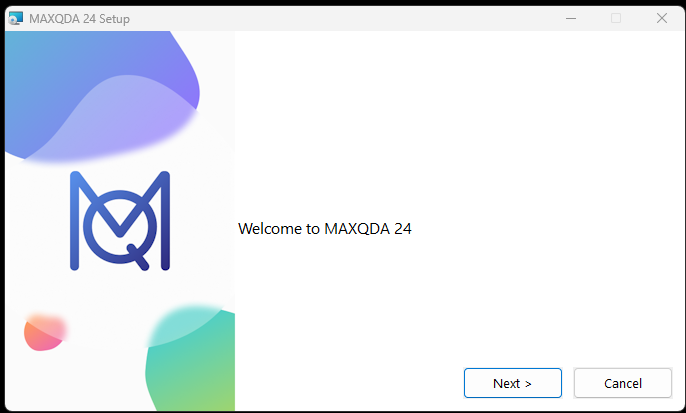 MAXQDA 24 Setup
Welcome to MAXQDA 24
Next >
Cancel